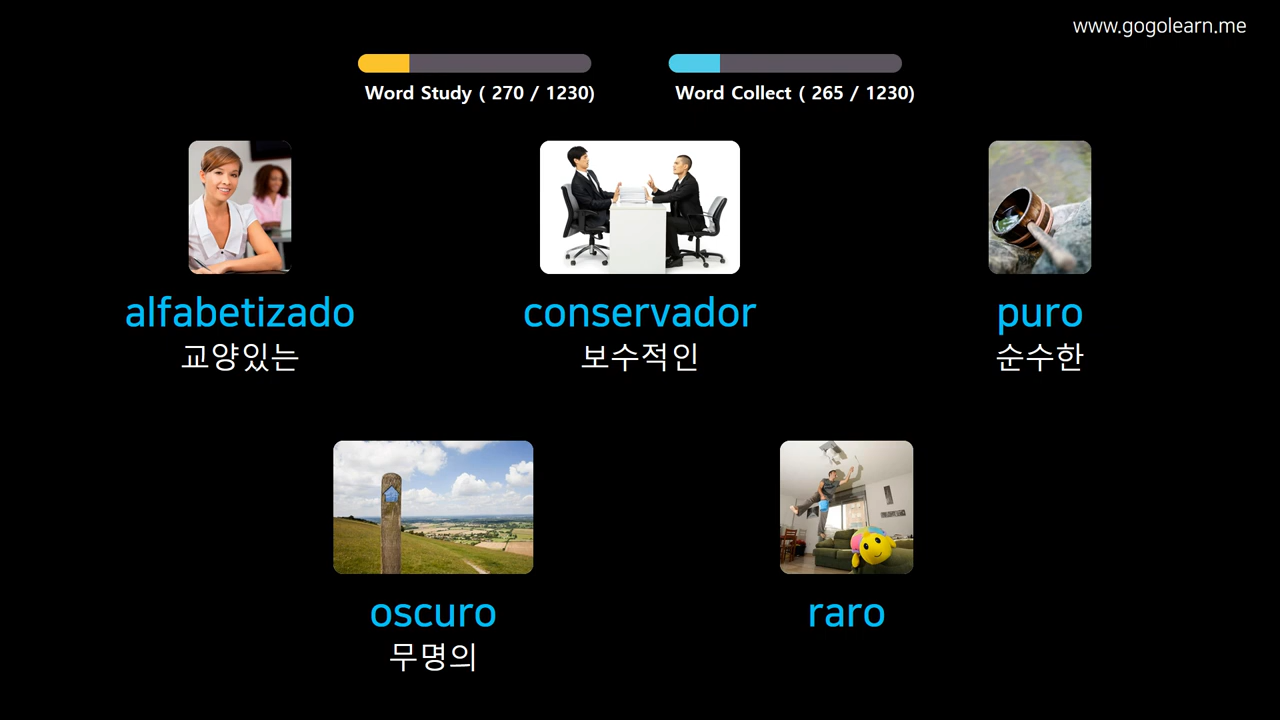 www.gogolearn.me
Word Study ( 270 / 1230)
Word Collect ( 265 / 1230)
alfabetizado
교양있는
conservador
보수적인
puro
순수한
oscuro
무명의
raro